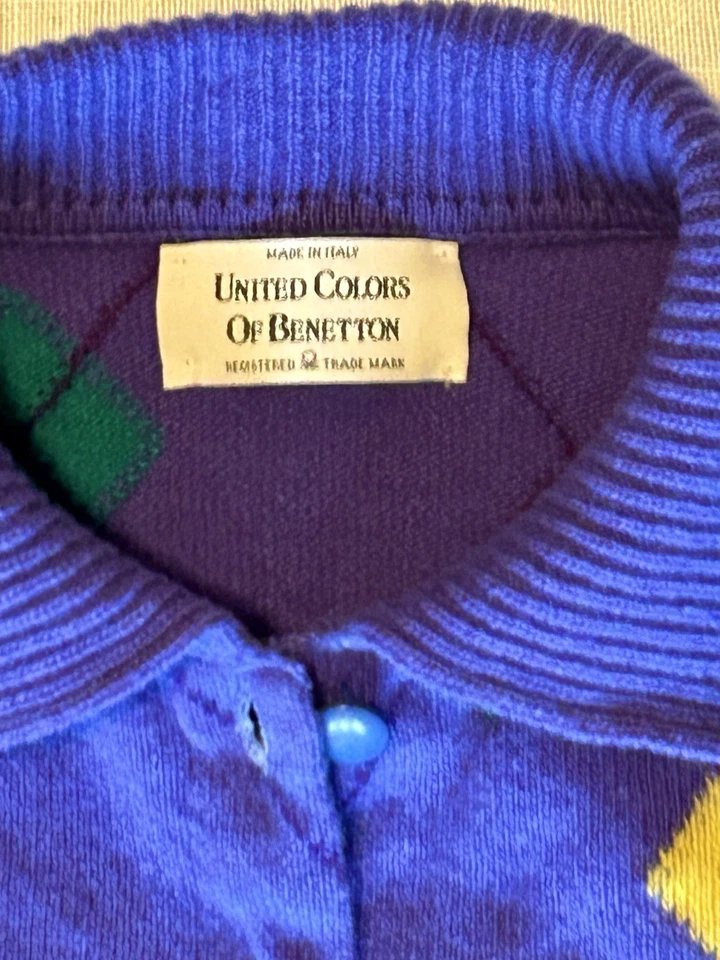 MADE IN ITALY
UNITED COLORS
OF BENETTON
REGISTERED TRADE MARK